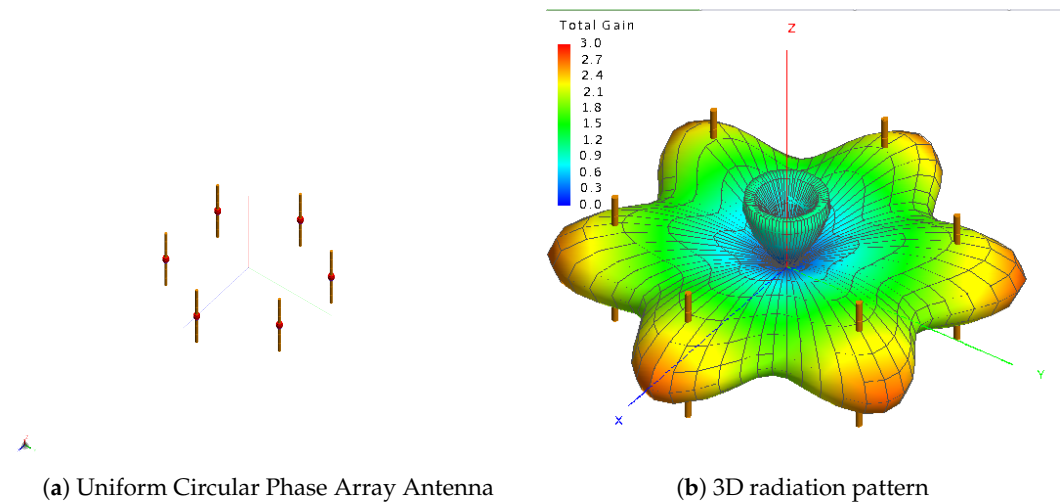 Total Gain
3.0
2.7
2.4
2.1
1.8
1.5
1.2
0.9
0.6
0.3
0.0
Z
X
Y
(a) Uniform Circular Phase Array Antenna
(b) 3D radiation pattern